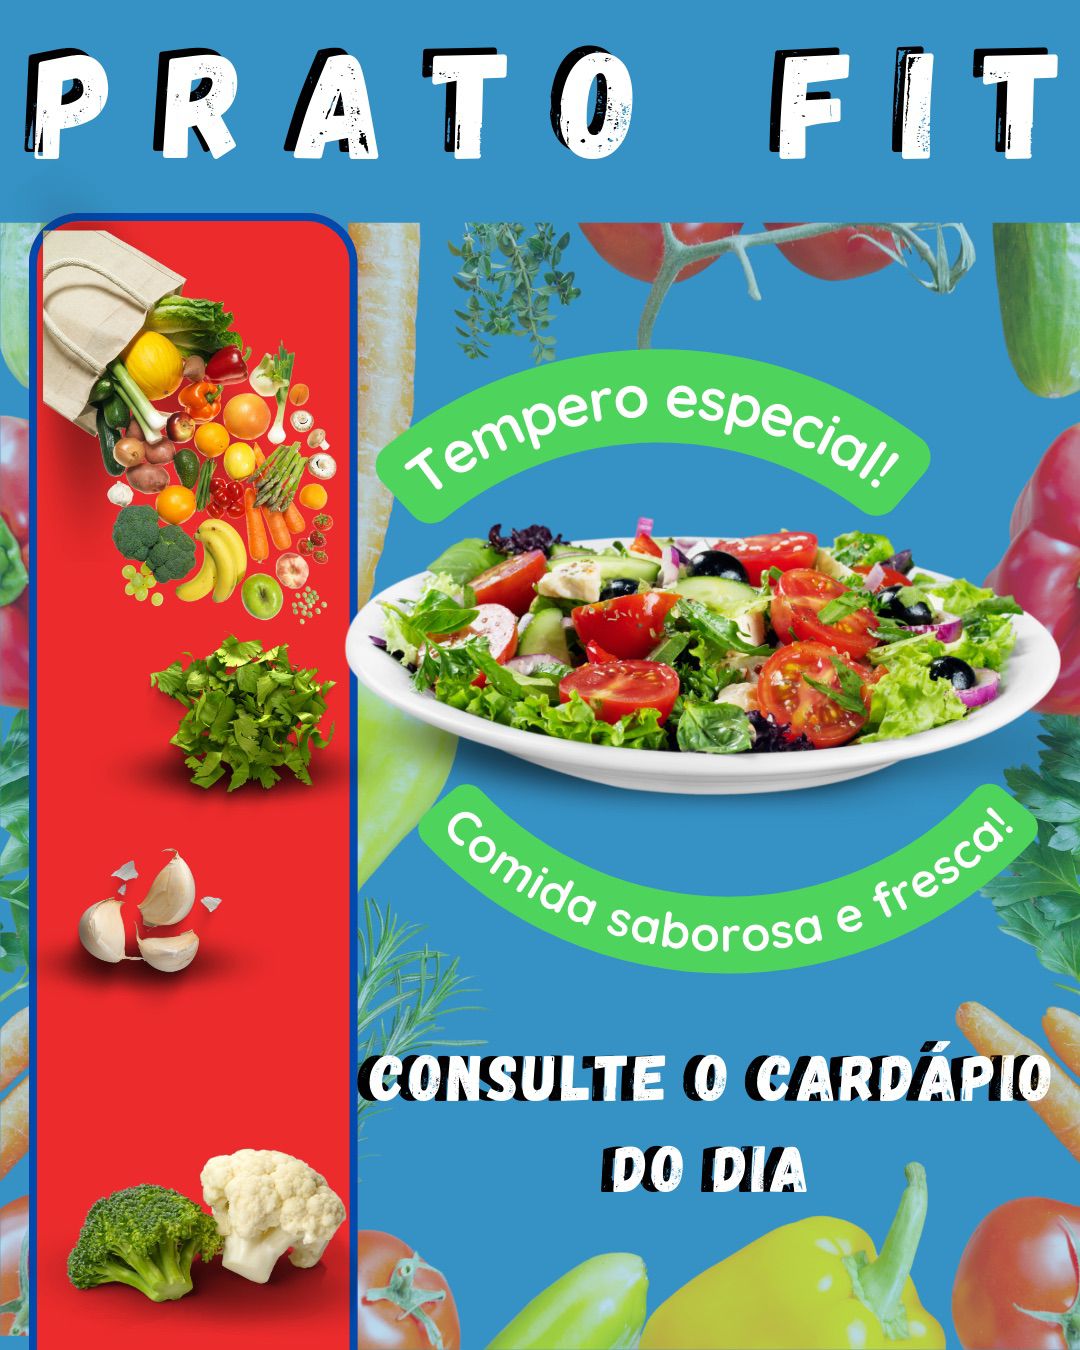 PRATO FIT
Tempero especial!
Comida saborosa e fresca!
CONSULTE O CARDÁPIO
DO DIA